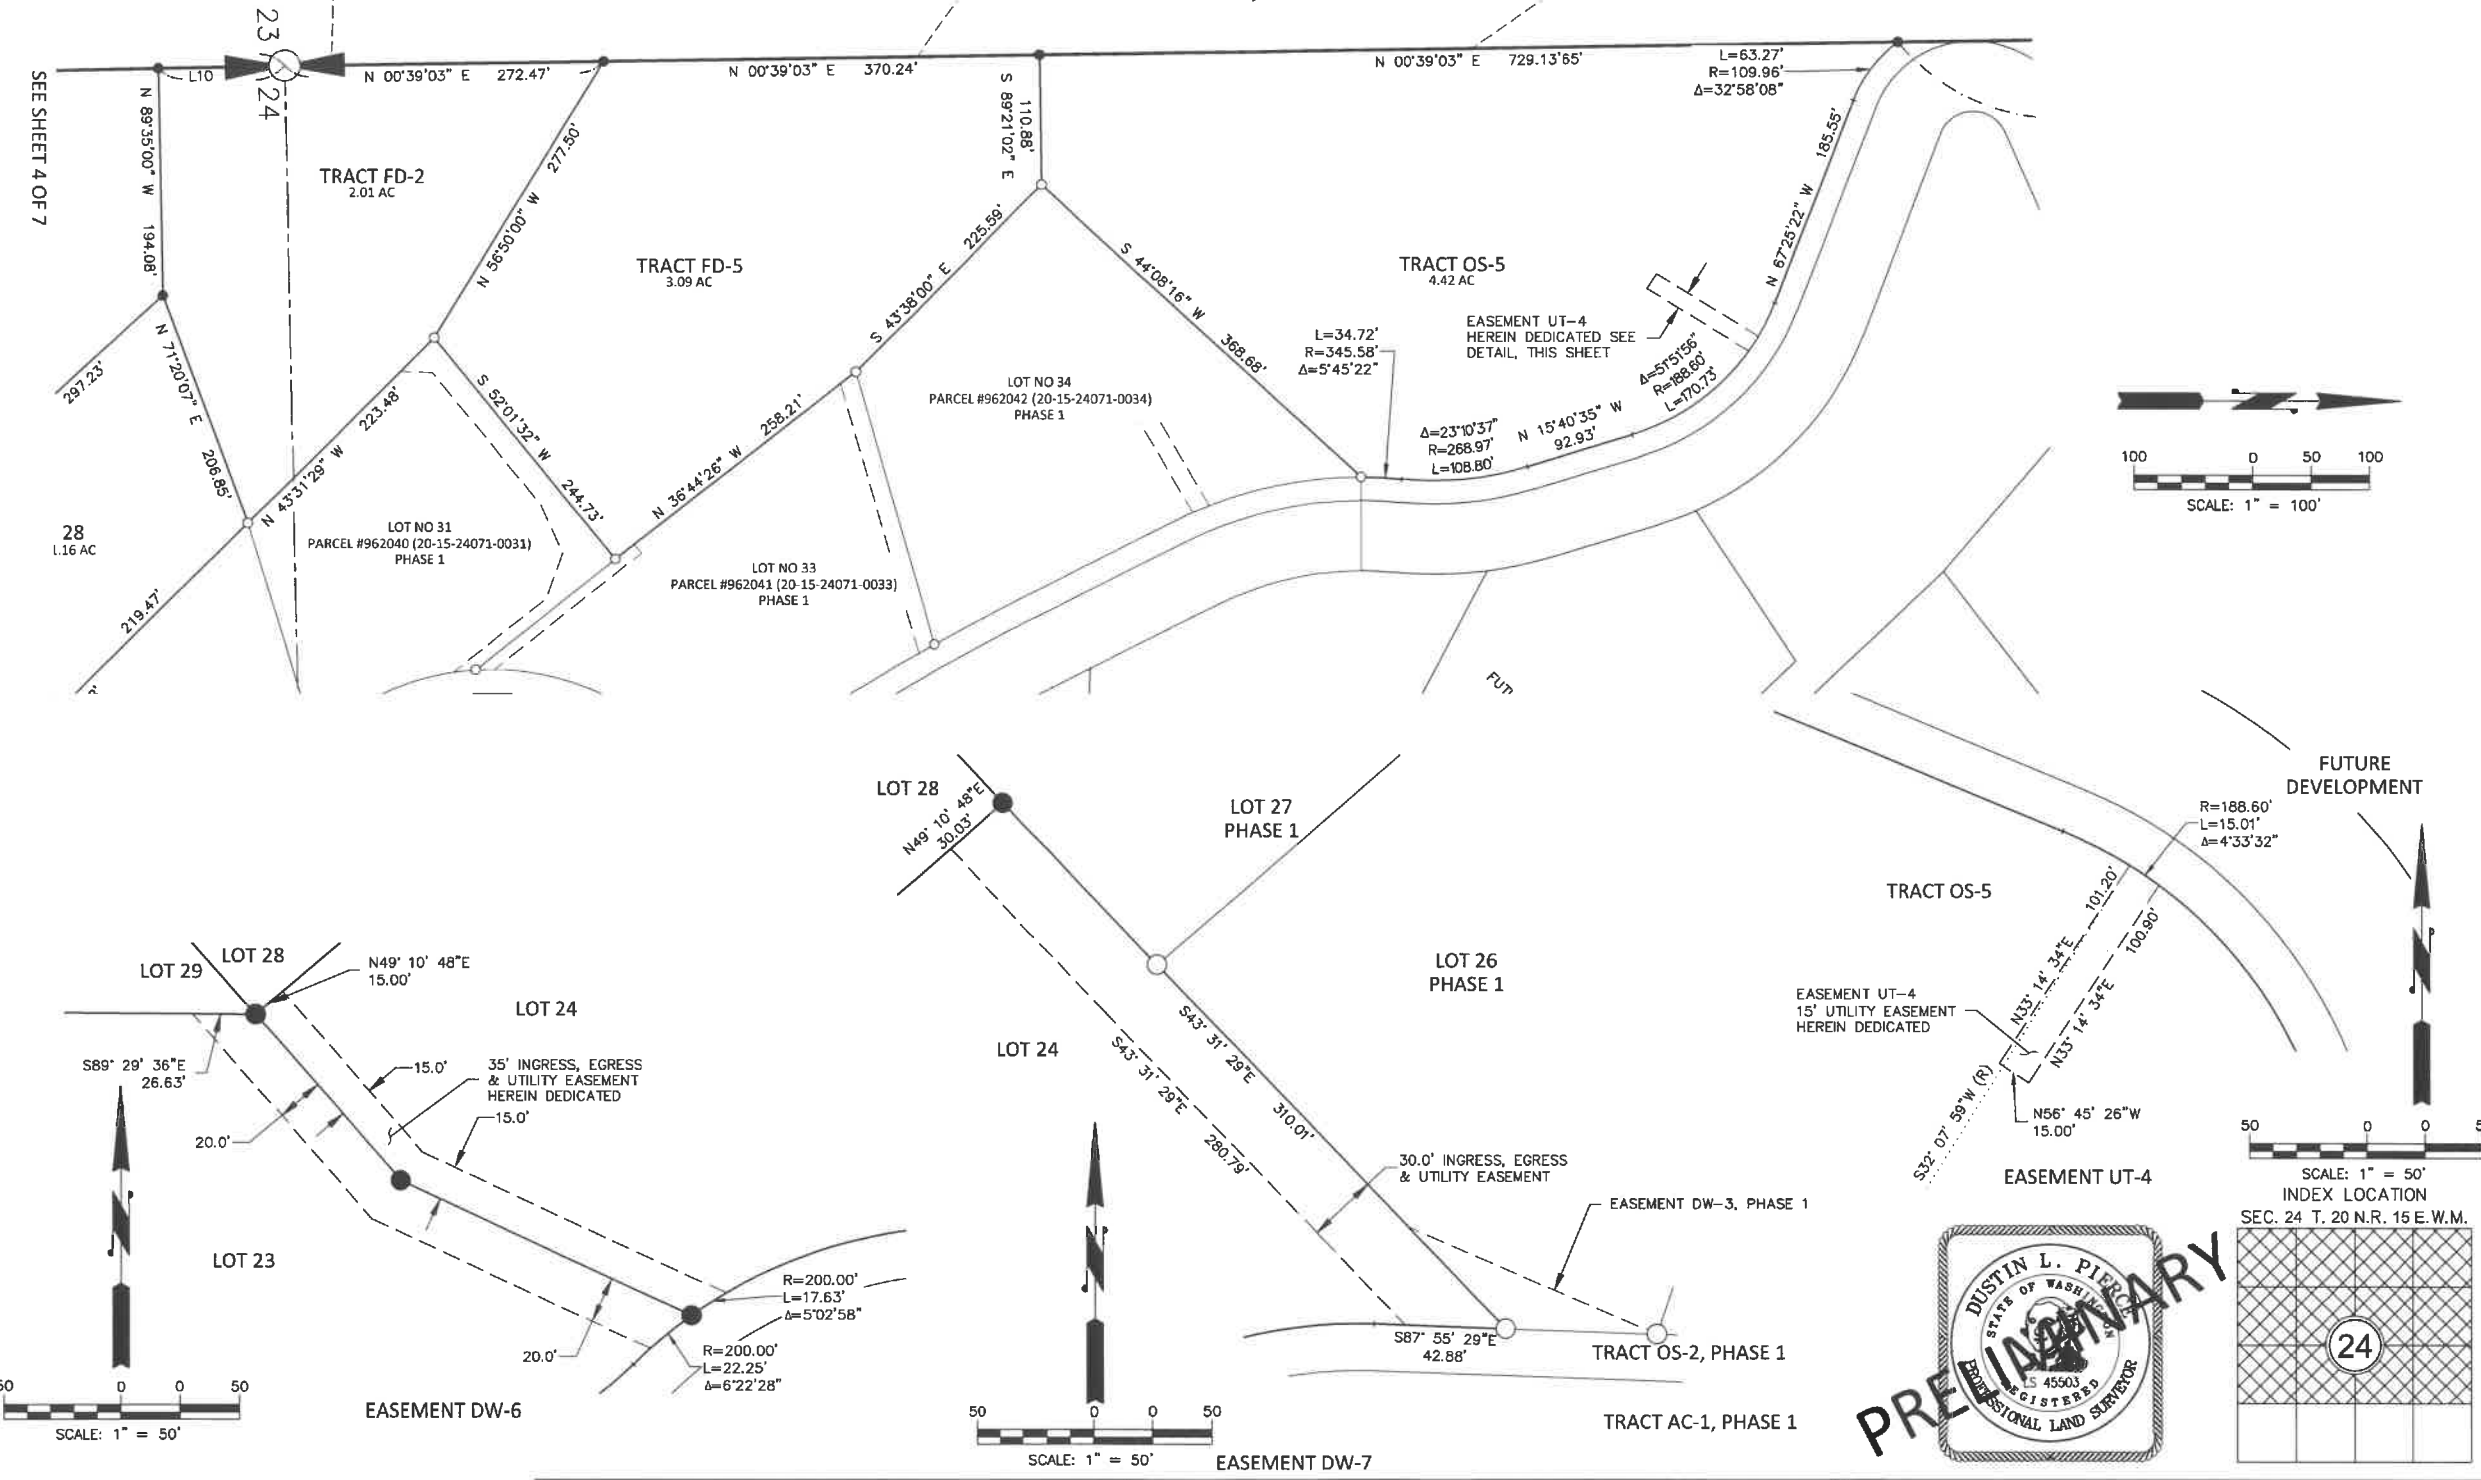 SEE SHEET 4 OF 7
23
24
L10
N 00°39'03" E 272.47'
N 00°39'03" E 370.24'
N 00°39'03" E 729.13'65'
L=63.27'
R=109.96'
Δ=32°58'08"
N 89°35'00" W 194.08'
TRACT FD-2
2.01 AC
N 56°50'00" W 277.50'
S 89°21'02" E
110.88'
TRACT FD-5
3.09 AC
S 43°38'00" E 225.59'
S 44°08'16" W 368.68'
TRACT OS-5
4.42 AC
N 67°25'22" W 185.55'
EASEMENT UT-4
HEREIN DEDICATED SEE
DETAIL, THIS SHEET
L=34.72'
R=345.58'
Δ=5°45'22"
Δ=51°51'56"
R=188.60'
L=170.73'
N 15°40'35" W
92.93'
Δ=23°10'37"
R=268.97'
L=108.80'
297.23'
N 71°20'07" E 206.85'
N 43°31'29" W 223.48'
S 52°01'32" W 244.73'
N 36°44'26" W 258.21'
LOT NO 34
PARCEL #962042 (20-15-24071-0034)
PHASE 1
28
1.16 AC
LOT NO 31
PARCEL #962040 (20-15-24071-0031)
PHASE 1
LOT NO 33
PARCEL #962041 (20-15-24071-0033)
PHASE 1
219.47'
FUT
100 0 50 100
SCALE: 1" = 100'
LOT 29
LOT 28
N49° 10' 48"E
15.00'
LOT 24
S89° 29' 36"E
26.63'
15.0'
35' INGRESS, EGRESS
& UTILITY EASEMENT
HEREIN DEDICATED
15.0'
20.0'
LOT 23
R=200.00'
L=17.63'
Δ=5°02'58"
20.0'
R=200.00'
L=22.25'
Δ=6°22'28"
50 0 0 50
SCALE: 1" = 50'
EASEMENT DW-6
LOT 28
N49° 10' 48"E
30.03'
LOT 27
PHASE 1
LOT 26
PHASE 1
LOT 24
S43° 31' 29"E 310.01'
S43° 31' 29"E 280.79'
30.0' INGRESS, EGRESS
& UTILITY EASEMENT
EASEMENT DW-3, PHASE 1
S87° 55' 29"E
42.88'
TRACT OS-2, PHASE 1
TRACT AC-1, PHASE 1
50 0 0 50
SCALE: 1" = 50'
EASEMENT DW-7
FUTURE
DEVELOPMENT
R=188.60'
L=15.01'
Δ=4°33'32"
TRACT OS-5
N33° 14' 34"E 101.20'
N33° 14' 34"E 100.90'
EASEMENT UT-4
15' UTILITY EASEMENT
HEREIN DEDICATED
S32° 07' 59"W (R)
N56° 45' 26"W
15.00'
EASEMENT UT-4
50 0 0 5
SCALE: 1" = 50'
INDEX LOCATION
SEC. 24 T. 20 N.R. 15 E.W.M.
24
DUSTIN L. PIERCE
STATE OF WASHINGTON
LS 45503
REGISTERED
PROFESSIONAL LAND SURVEYOR
PRELIMINARY